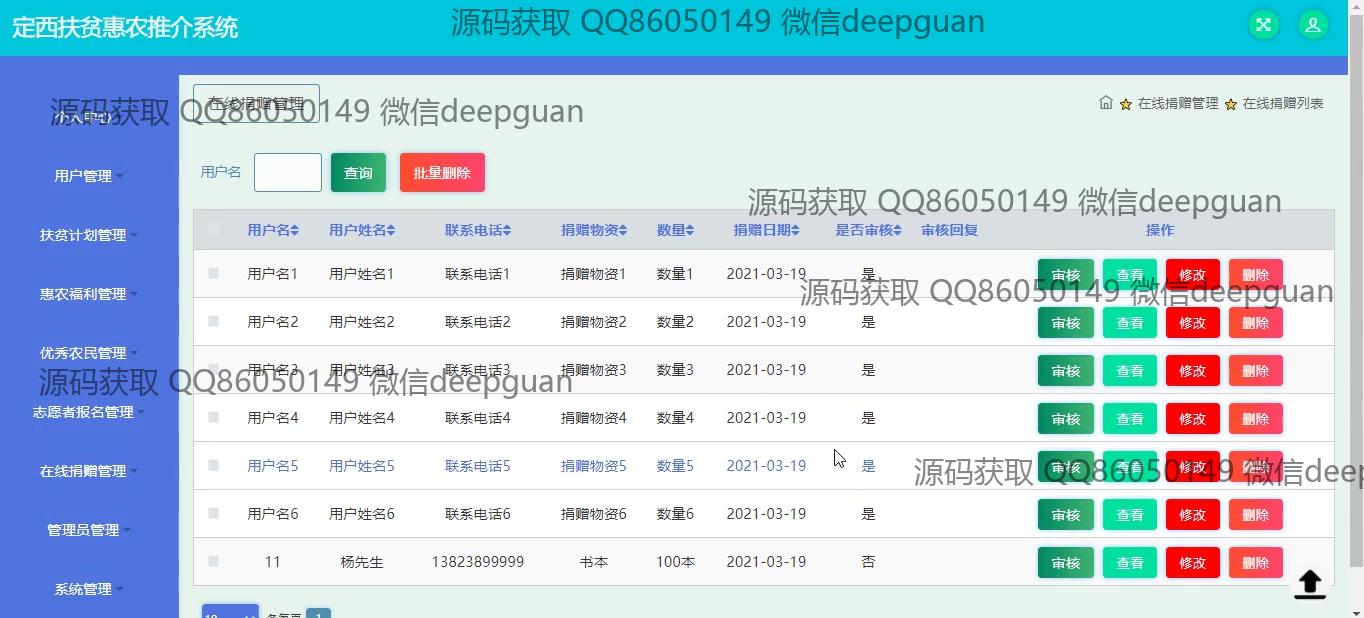 定西扶贫惠农推介系统
源码获取 QQ86050149 微信deepguan
源码获取 QQ86050149 微信deepguan
在线捐赠管理
在线捐赠管理 在线捐赠列表
个人中心
用户管理
扶贫计划管理
惠农福利管理
优秀农民管理
志愿者报名管理
在线捐赠管理
管理员管理
系统管理
用户名 查询 批量删除
源码获取 QQ86050149 微信deepguan
用户名 用户姓名 联系电话 捐赠物资 数量 捐赠日期 是否审核 审核回复 操作
用户名1 用户姓名1 联系电话1 捐赠物资1 数量1 2021-03-19 是 审核 查看 修改 删除
源码获取 QQ86050149 微信deepguan
用户名2 用户姓名2 联系电话2 捐赠物资2 数量2 2021-03-19 是 审核 查看 修改 删除
用户名3 用户姓名3 联系电话3 捐赠物资3 数量3 2021-03-19 是 审核 查看 修改 删除
源码获取 QQ86050149 微信deepguan
用户名4 用户姓名4 联系电话4 捐赠物资4 数量4 2021-03-19 是 审核 查看 修改 删除
用户名5 用户姓名5 联系电话5 捐赠物资5 数量5 2021-03-19 是 审核 查看 修改 删除
源码获取 QQ86050149 微信deep
用户名6 用户姓名6 联系电话6 捐赠物资6 数量6 2021-03-19 是 审核 查看 修改 删除
11 杨先生 13823899999 书本 100本 2021-03-19 否 审核 查看 修改 删除
10 条每页 1